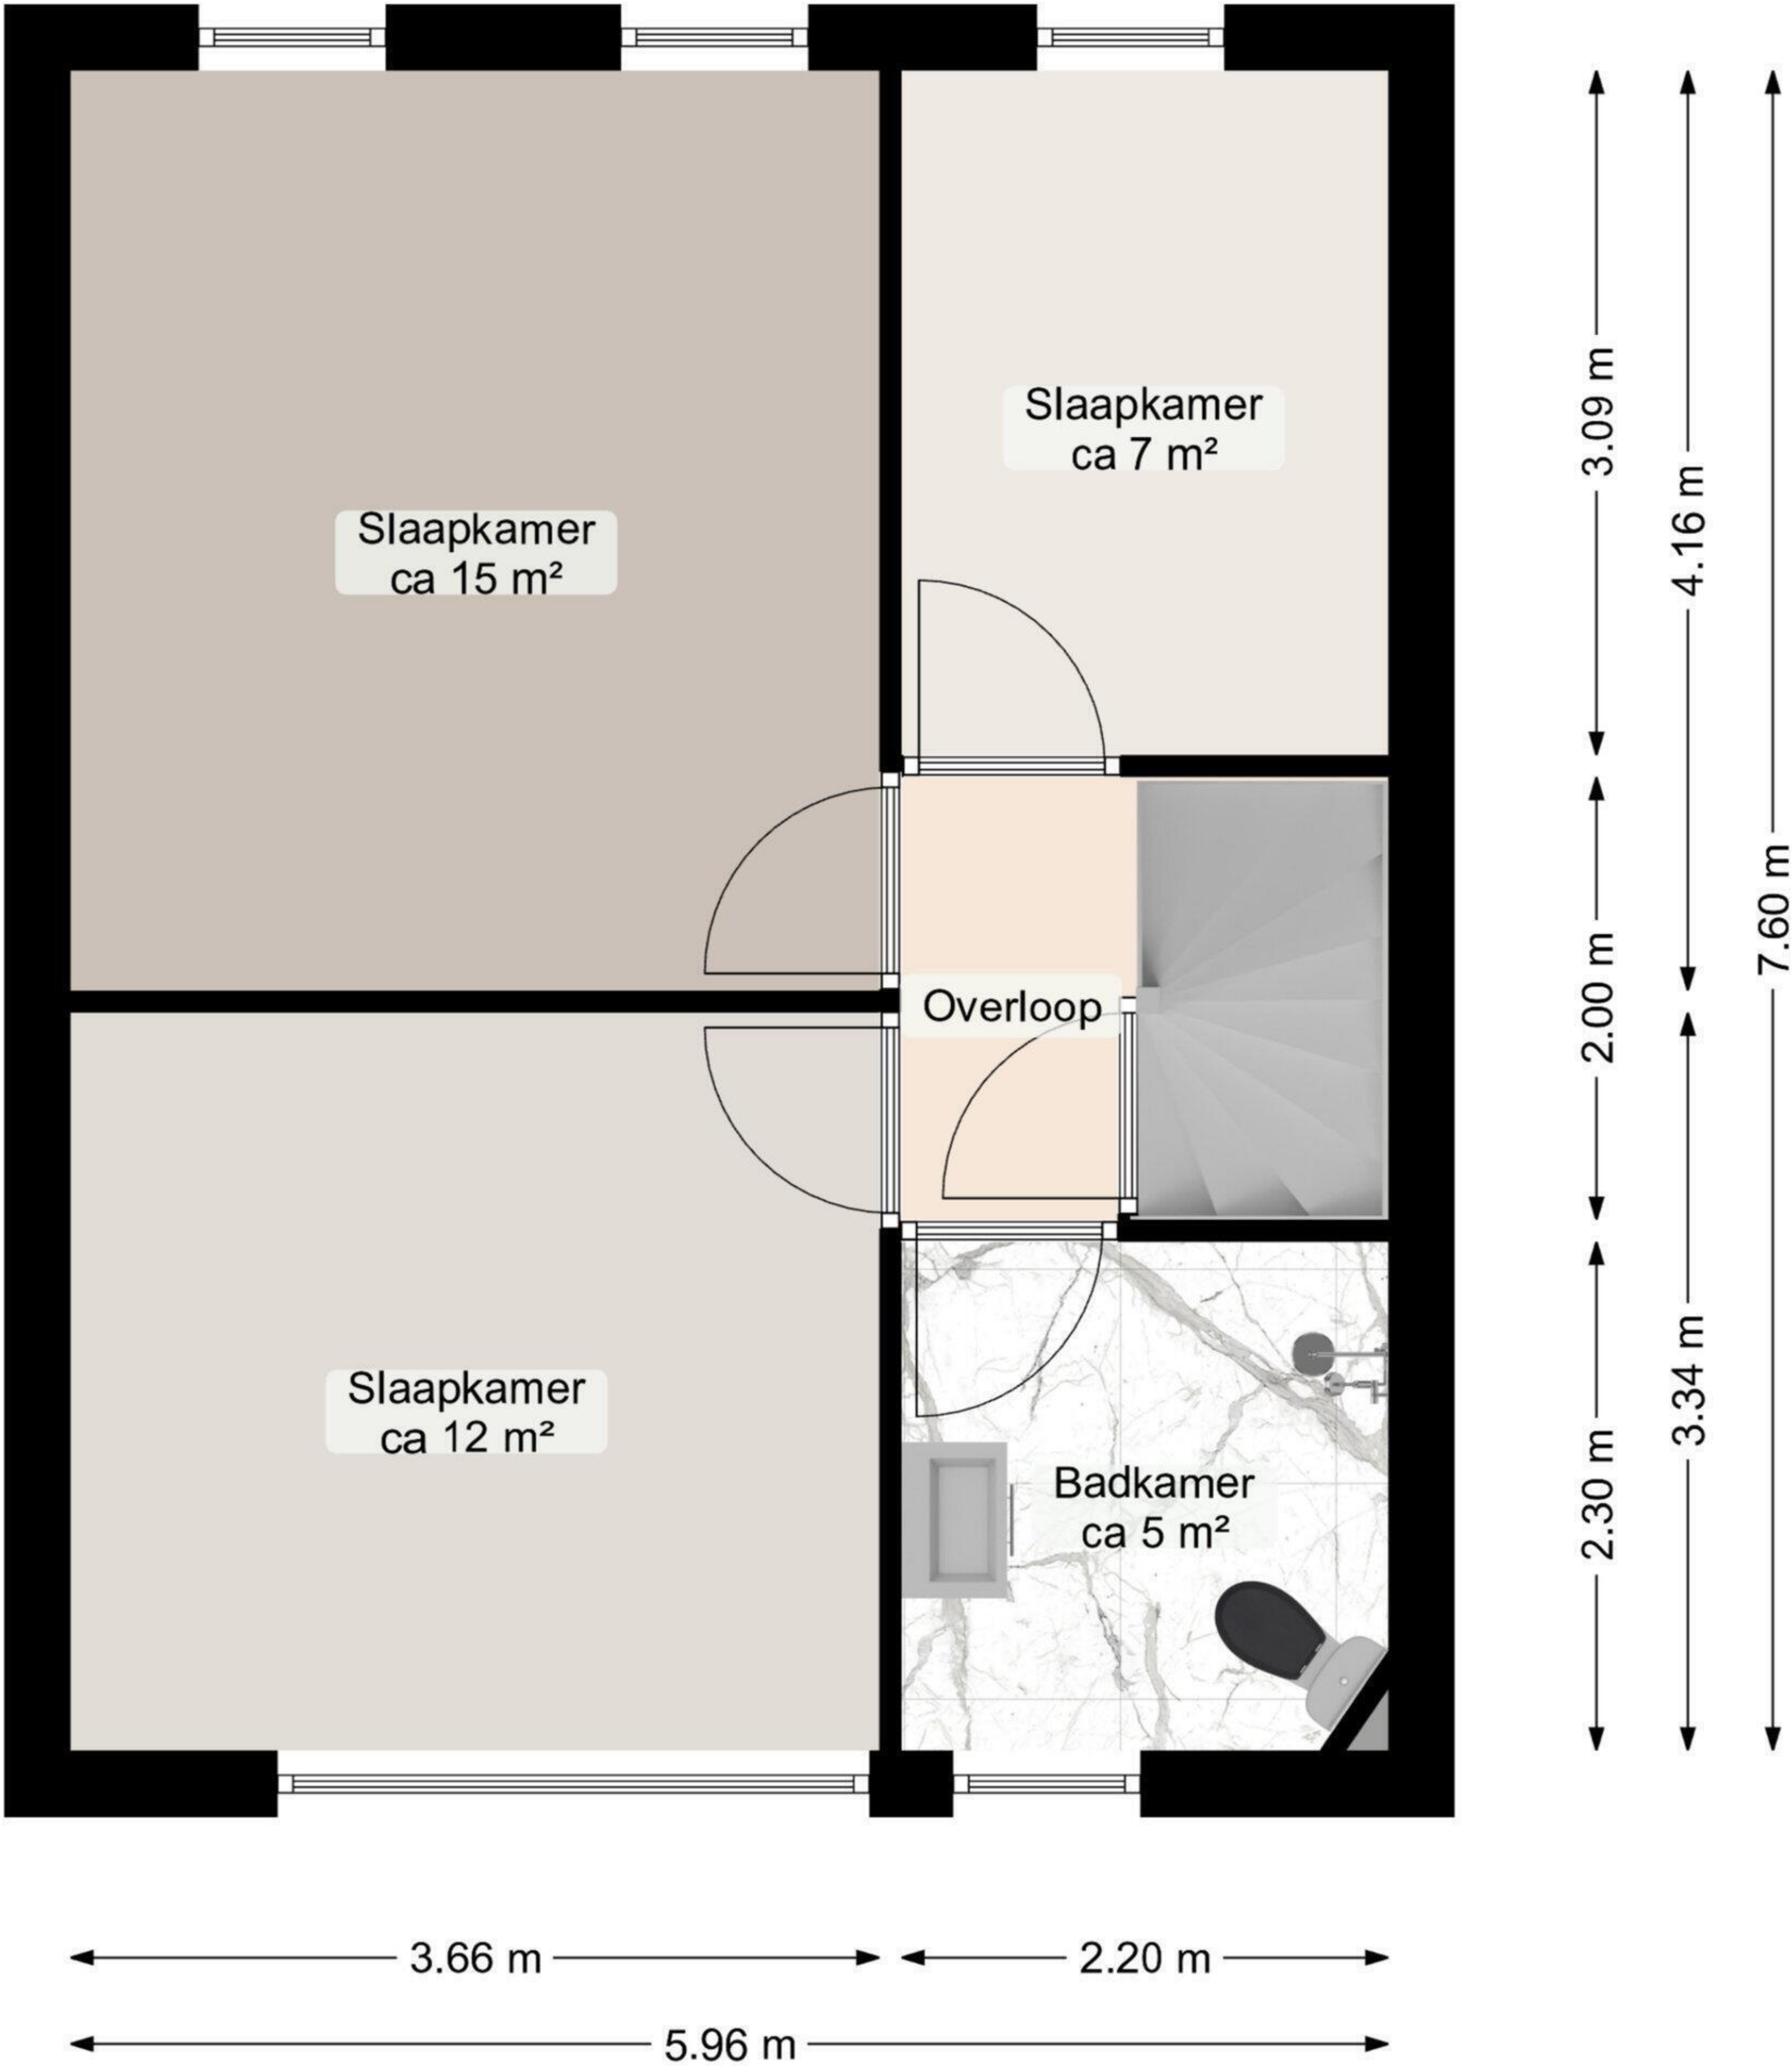 Slaapkamer
ca 15 m²
Slaapkamer
ca 7 m²
Overloop
Slaapkamer
ca 12 m²
Badkamer
ca 5 m²
3.09 m
4.16 m
7.60 m
2.00 m
3.34 m
2.30 m
3.66 m
2.20 m
5.96 m